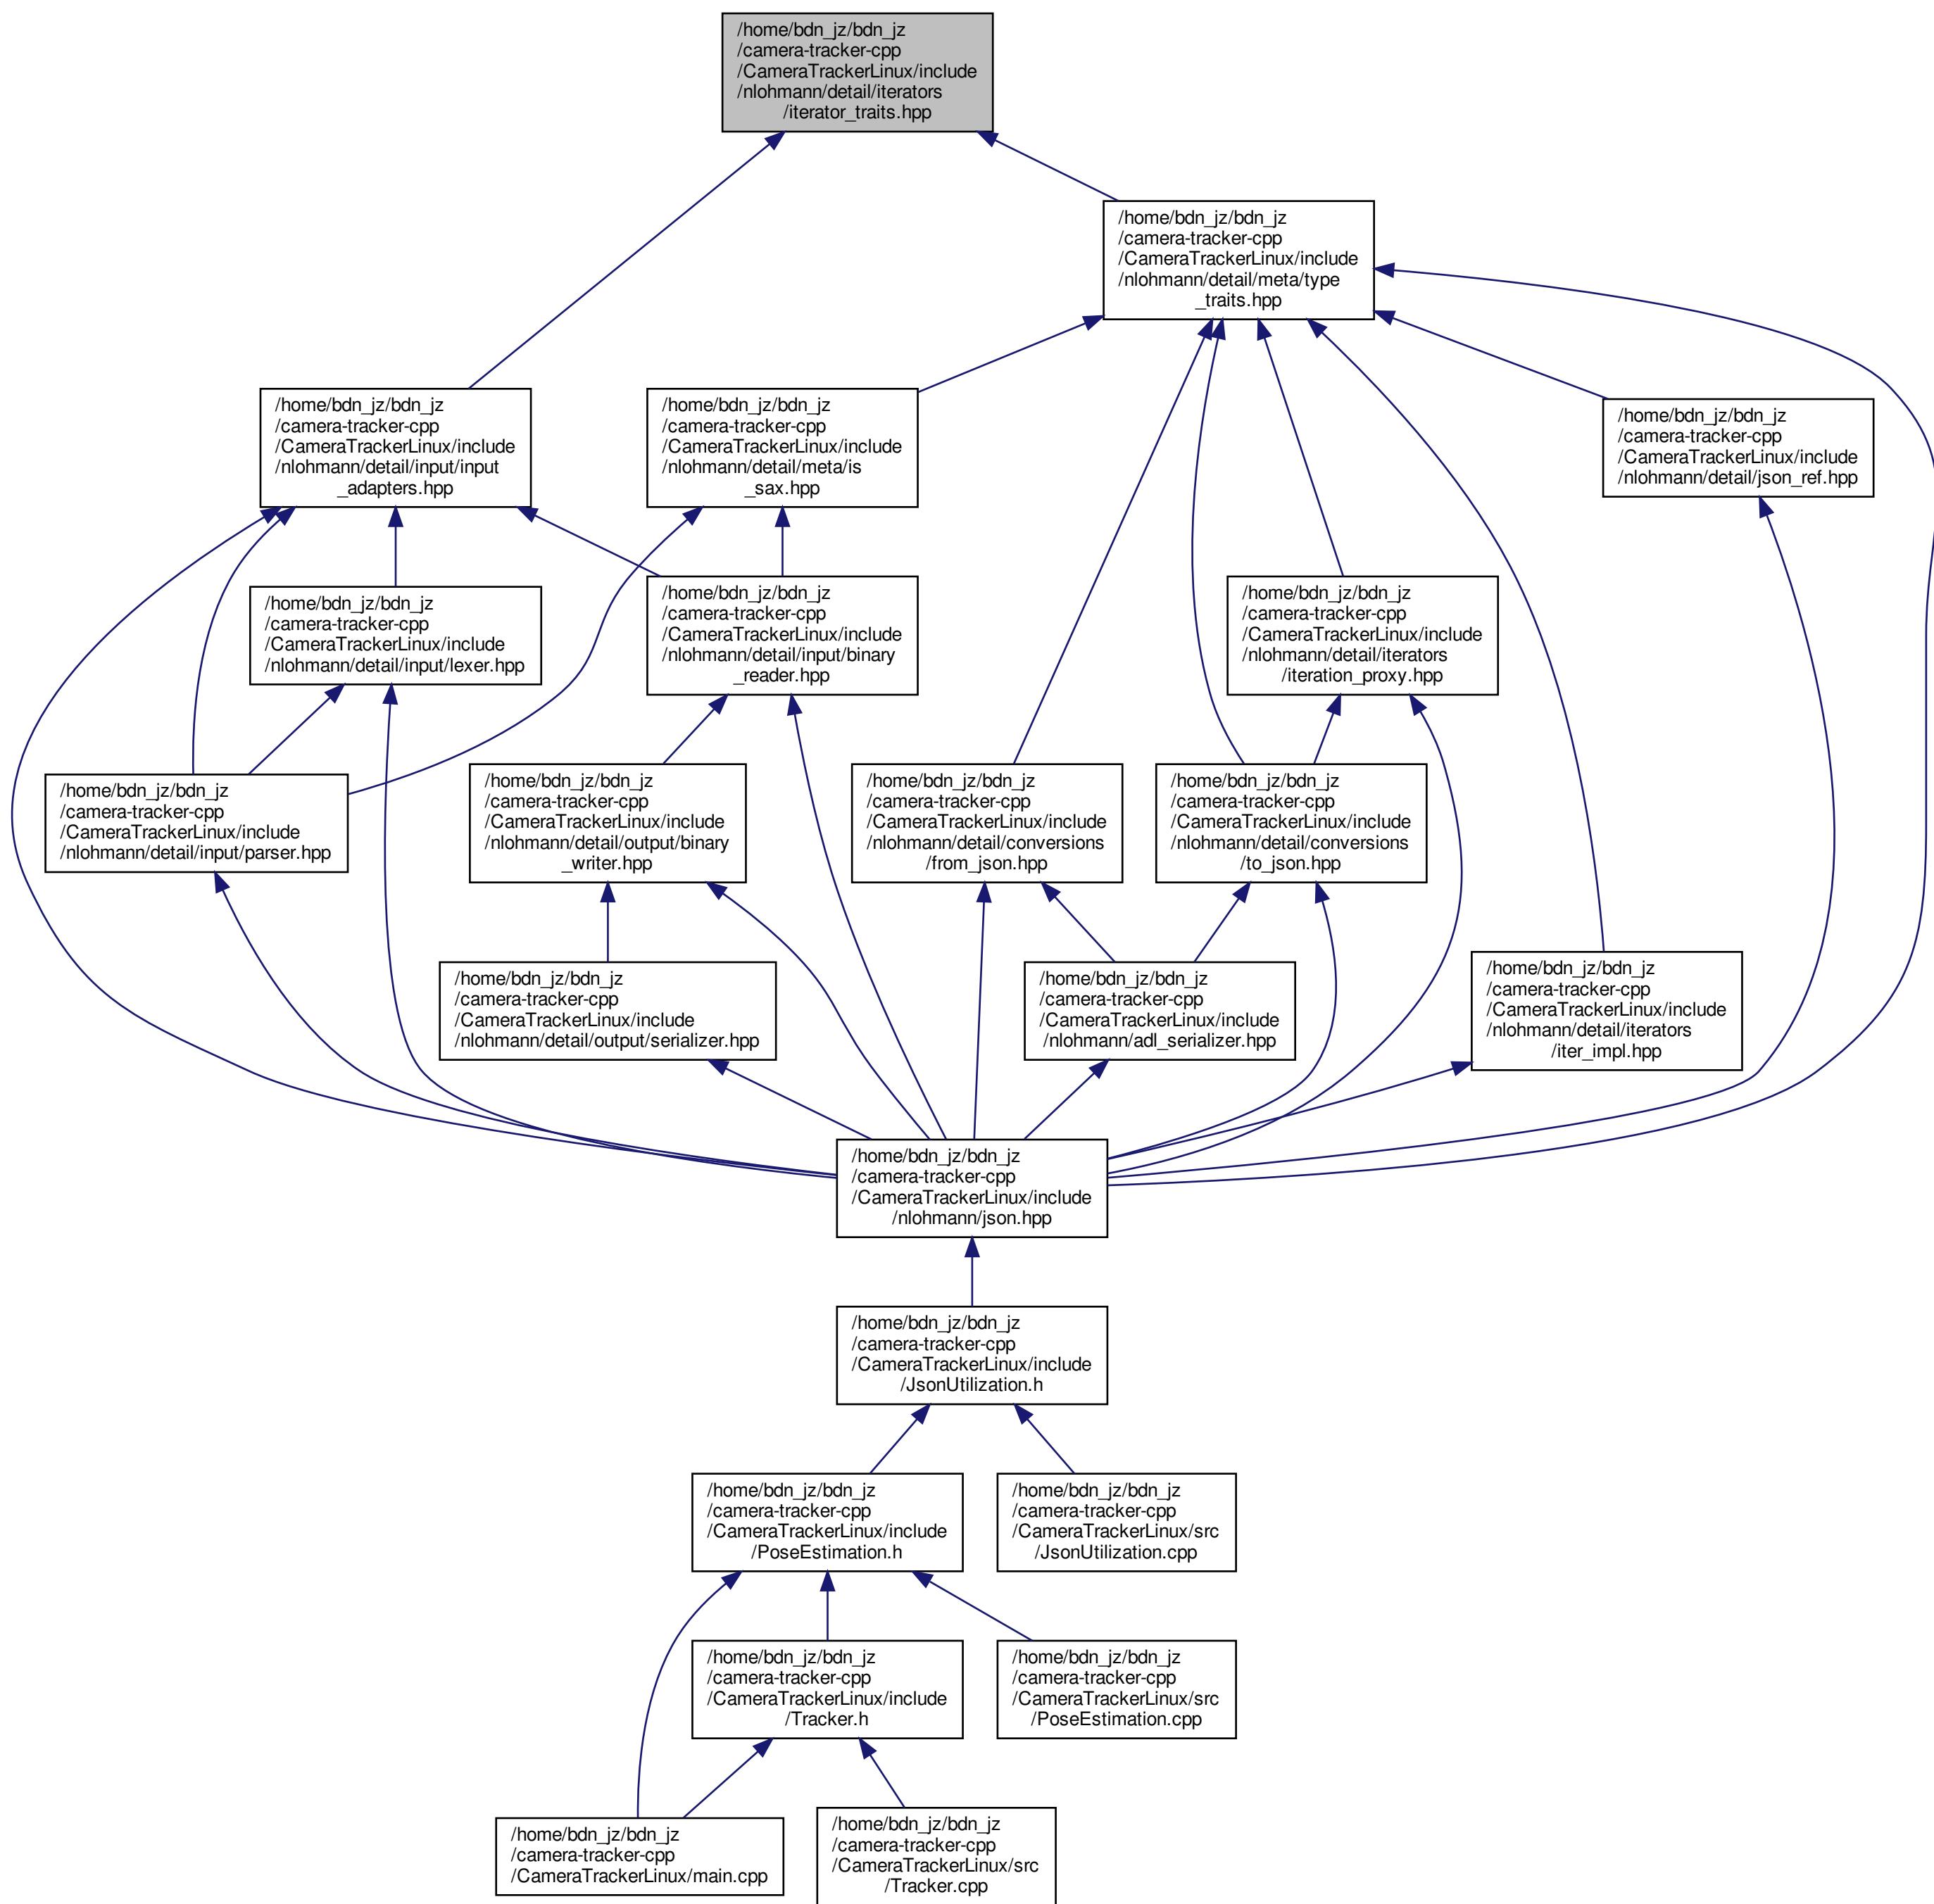 /home/bdn_jz/bdn_jz
/camera-tracker-cpp
/CameraTrackerLinux/include
/nlohmann/detail/iterators
/iterator_traits.hpp
/home/bdn_jz/bdn_jz
/camera-tracker-cpp
/CameraTrackerLinux/include
/nlohmann/detail/meta/type
_traits.hpp
/home/bdn_jz/bdn_jz
/camera-tracker-cpp
/CameraTrackerLinux/include
/nlohmann/detail/input/input
_adapters.hpp
/home/bdn_jz/bdn_jz
/camera-tracker-cpp
/CameraTrackerLinux/include
/nlohmann/detail/meta/is
_sax.hpp
/home/bdn_jz/bdn_jz
/camera-tracker-cpp
/CameraTrackerLinux/include
/nlohmann/detail/json_ref.hpp
/home/bdn_jz/bdn_jz
/camera-tracker-cpp
/CameraTrackerLinux/include
/nlohmann/detail/input/lexer.hpp
/home/bdn_jz/bdn_jz
/camera-tracker-cpp
/CameraTrackerLinux/include
/nlohmann/detail/input/binary
_reader.hpp
/home/bdn_jz/bdn_jz
/camera-tracker-cpp
/CameraTrackerLinux/include
/nlohmann/detail/iterators
/iteration_proxy.hpp
/home/bdn_jz/bdn_jz
/camera-tracker-cpp
/CameraTrackerLinux/include
/nlohmann/detail/input/parser.hpp
/home/bdn_jz/bdn_jz
/camera-tracker-cpp
/CameraTrackerLinux/include
/nlohmann/detail/output/binary
_writer.hpp
/home/bdn_jz/bdn_jz
/camera-tracker-cpp
/CameraTrackerLinux/include
/nlohmann/detail/conversions
/from_json.hpp
/home/bdn_jz/bdn_jz
/camera-tracker-cpp
/CameraTrackerLinux/include
/nlohmann/detail/conversions
/to_json.hpp
/home/bdn_jz/bdn_jz
/camera-tracker-cpp
/CameraTrackerLinux/include
/nlohmann/detail/output/serializer.hpp
/home/bdn_jz/bdn_jz
/camera-tracker-cpp
/CameraTrackerLinux/include
/nlohmann/adl_serializer.hpp
/home/bdn_jz/bdn_jz
/camera-tracker-cpp
/CameraTrackerLinux/include
/nlohmann/detail/iterators
/iter_impl.hpp
/home/bdn_jz/bdn_jz
/camera-tracker-cpp
/CameraTrackerLinux/include
/nlohmann/json.hpp
/home/bdn_jz/bdn_jz
/camera-tracker-cpp
/CameraTrackerLinux/include
/JsonUtilization.h
/home/bdn_jz/bdn_jz
/camera-tracker-cpp
/CameraTrackerLinux/include
/PoseEstimation.h
/home/bdn_jz/bdn_jz
/camera-tracker-cpp
/CameraTrackerLinux/src
/JsonUtilization.cpp
/home/bdn_jz/bdn_jz
/camera-tracker-cpp
/CameraTrackerLinux/include
/Tracker.h
/home/bdn_jz/bdn_jz
/camera-tracker-cpp
/CameraTrackerLinux/src
/PoseEstimation.cpp
/home/bdn_jz/bdn_jz
/camera-tracker-cpp
/CameraTrackerLinux/main.cpp
/home/bdn_jz/bdn_jz
/camera-tracker-cpp
/CameraTrackerLinux/src
/Tracker.cpp